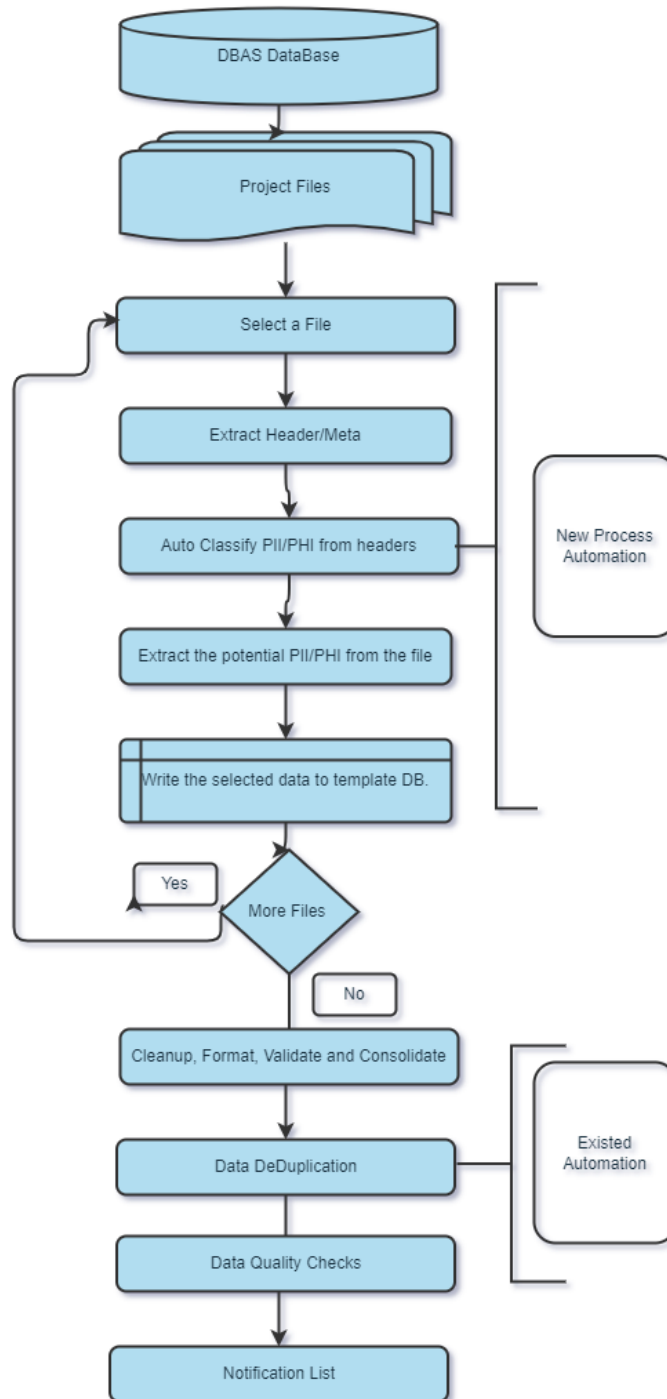 DBAS DataBase
Project Files
Select a File
Extract Header/Meta
Auto Classify PII/PHI from headers
New Process
Automation
Extract the potential PII/PHI from the file
Write the selected data to template DB.
Yes
More Files
No
Cleanup, Format, Validate and Consolidate
Data DeDuplication
Existed
Automation
Data Quality Checks
Notification List